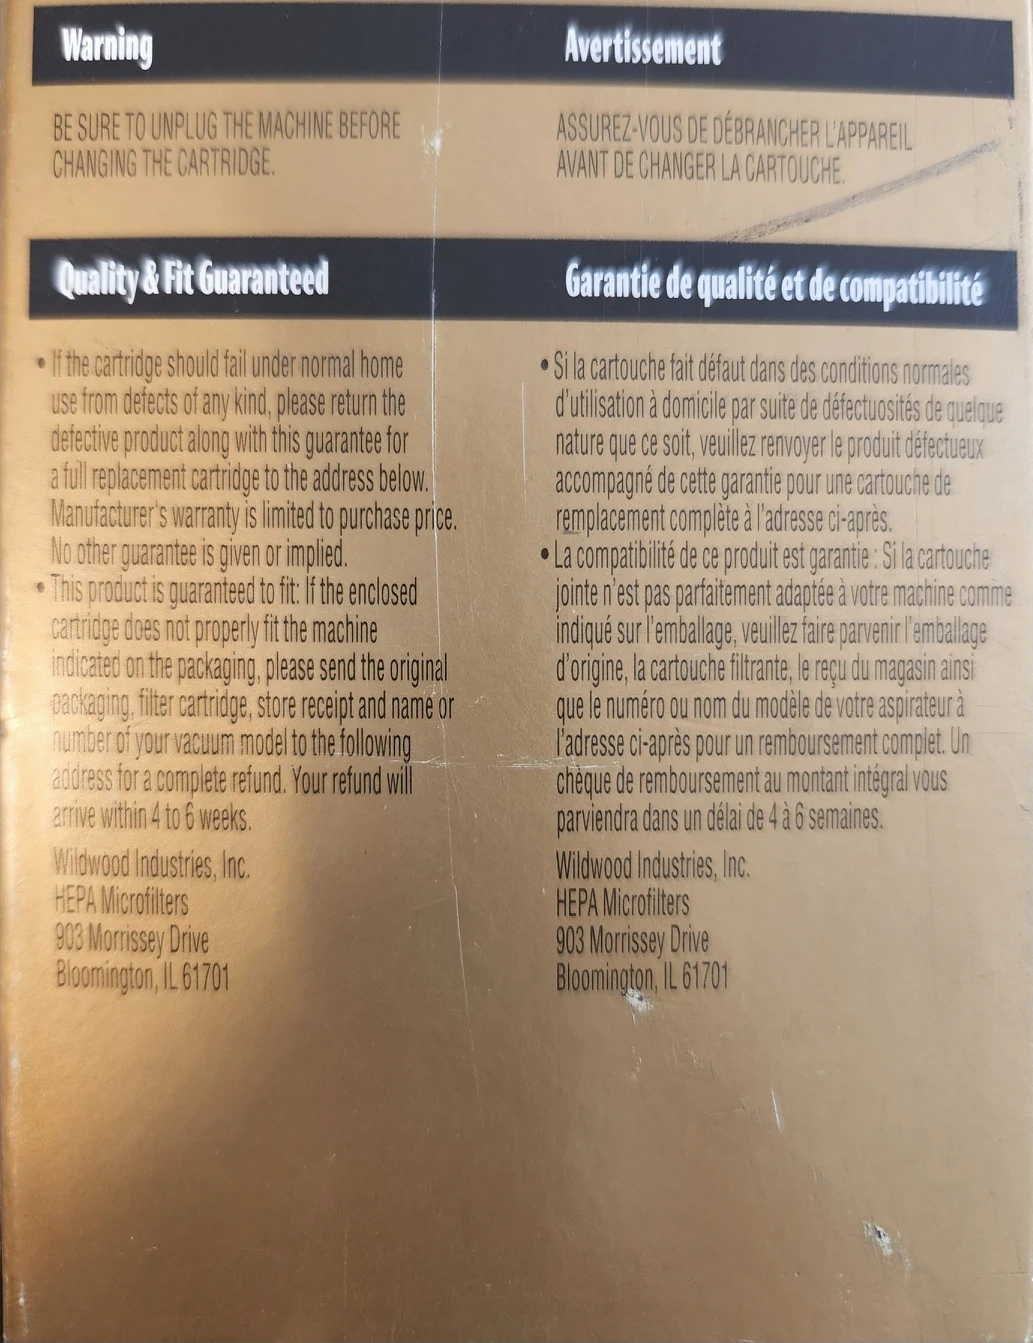 Warning
BE SURE TO UNPLUG THE MACHINE BEFORE
CHANGING THE CARTRIDGE.
Quality & Fit Guaranteed
• If the cartridge should fail under normal home
use from defects of any kind, please return the
defective product along with this guarantee for
a full replacement cartridge to the address below.
Manufacturer's warranty is limited to purchase price.
No other guarantee is given or implied.
• This product is guaranteed to fit: If the enclosed
cartridge does not properly fit the machine
indicated on the packaging, please send the original
packaging, filter cartridge, store receipt and name or
number of your vacuum model to the following
address for a complete refund. Your refund will
arrive within 4 to 6 weeks.
Wildwood Industries, Inc.
HEPA Microfilters
903 Morrissey Drive
Bloomington, IL 61701
Avertissement
ASSUREZ-VOUS DE DÉBRANCHER L'APPAREIL
AVANT DE CHANGER LA CARTOUCHE.
Garantie de qualité et de compatibilité
• Si la cartouche fait défaut dans des conditions normales
d'utilisation à domicile par suite de défectuosités de quelque
nature que ce soit, veuillez renvoyer le produit défectueux
accompagné de cette garantie pour une cartouche de
remplacement complète à l'adresse ci-après.
• La compatibilité de ce produit est garantie : Si la cartouche
jointe n'est pas parfaitement adaptée à votre machine comme
indiqué sur l'emballage, veuillez faire parvenir l'emballage
d'origine, la cartouche filtrante, le reçu du magasin ainsi
que le numéro ou nom du modèle de votre aspirateur à
l'adresse ci-après pour un remboursement complet. Un
chèque de remboursement au montant intégral vous
parviendra dans un délai de 4 à 6 semaines.
Wildwood Industries, Inc.
HEPA Microfilters
903 Morrissey Drive
Bloomington, IL 61701